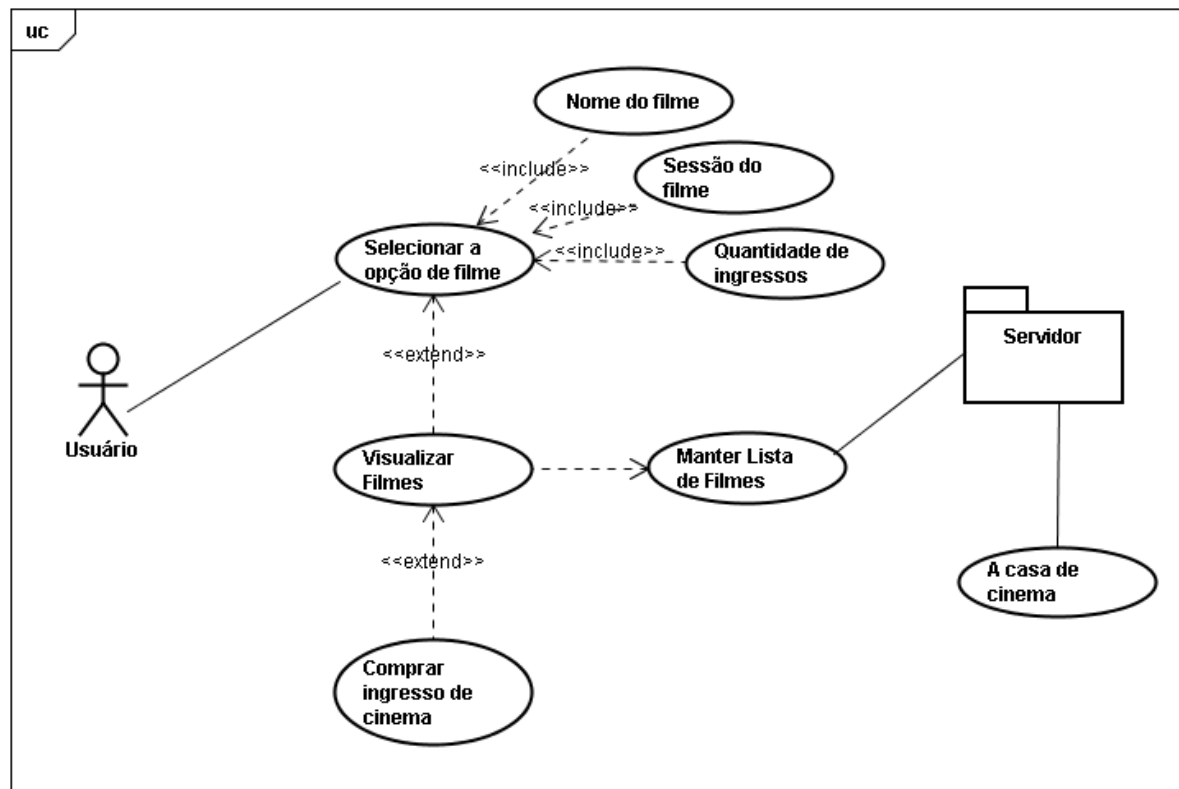 uc
Nome do filme
<<include>>
Sessão do
filme
<<include>>
Selecionar a
opção de filme
<<include>>
Quantidade de
ingressos
Servidor
<<extend>>
Usuário
Visualizar
Filmes
Manter Lista
de Filmes
<<extend>>
A casa de
cinema
Comprar
ingresso de
cinema